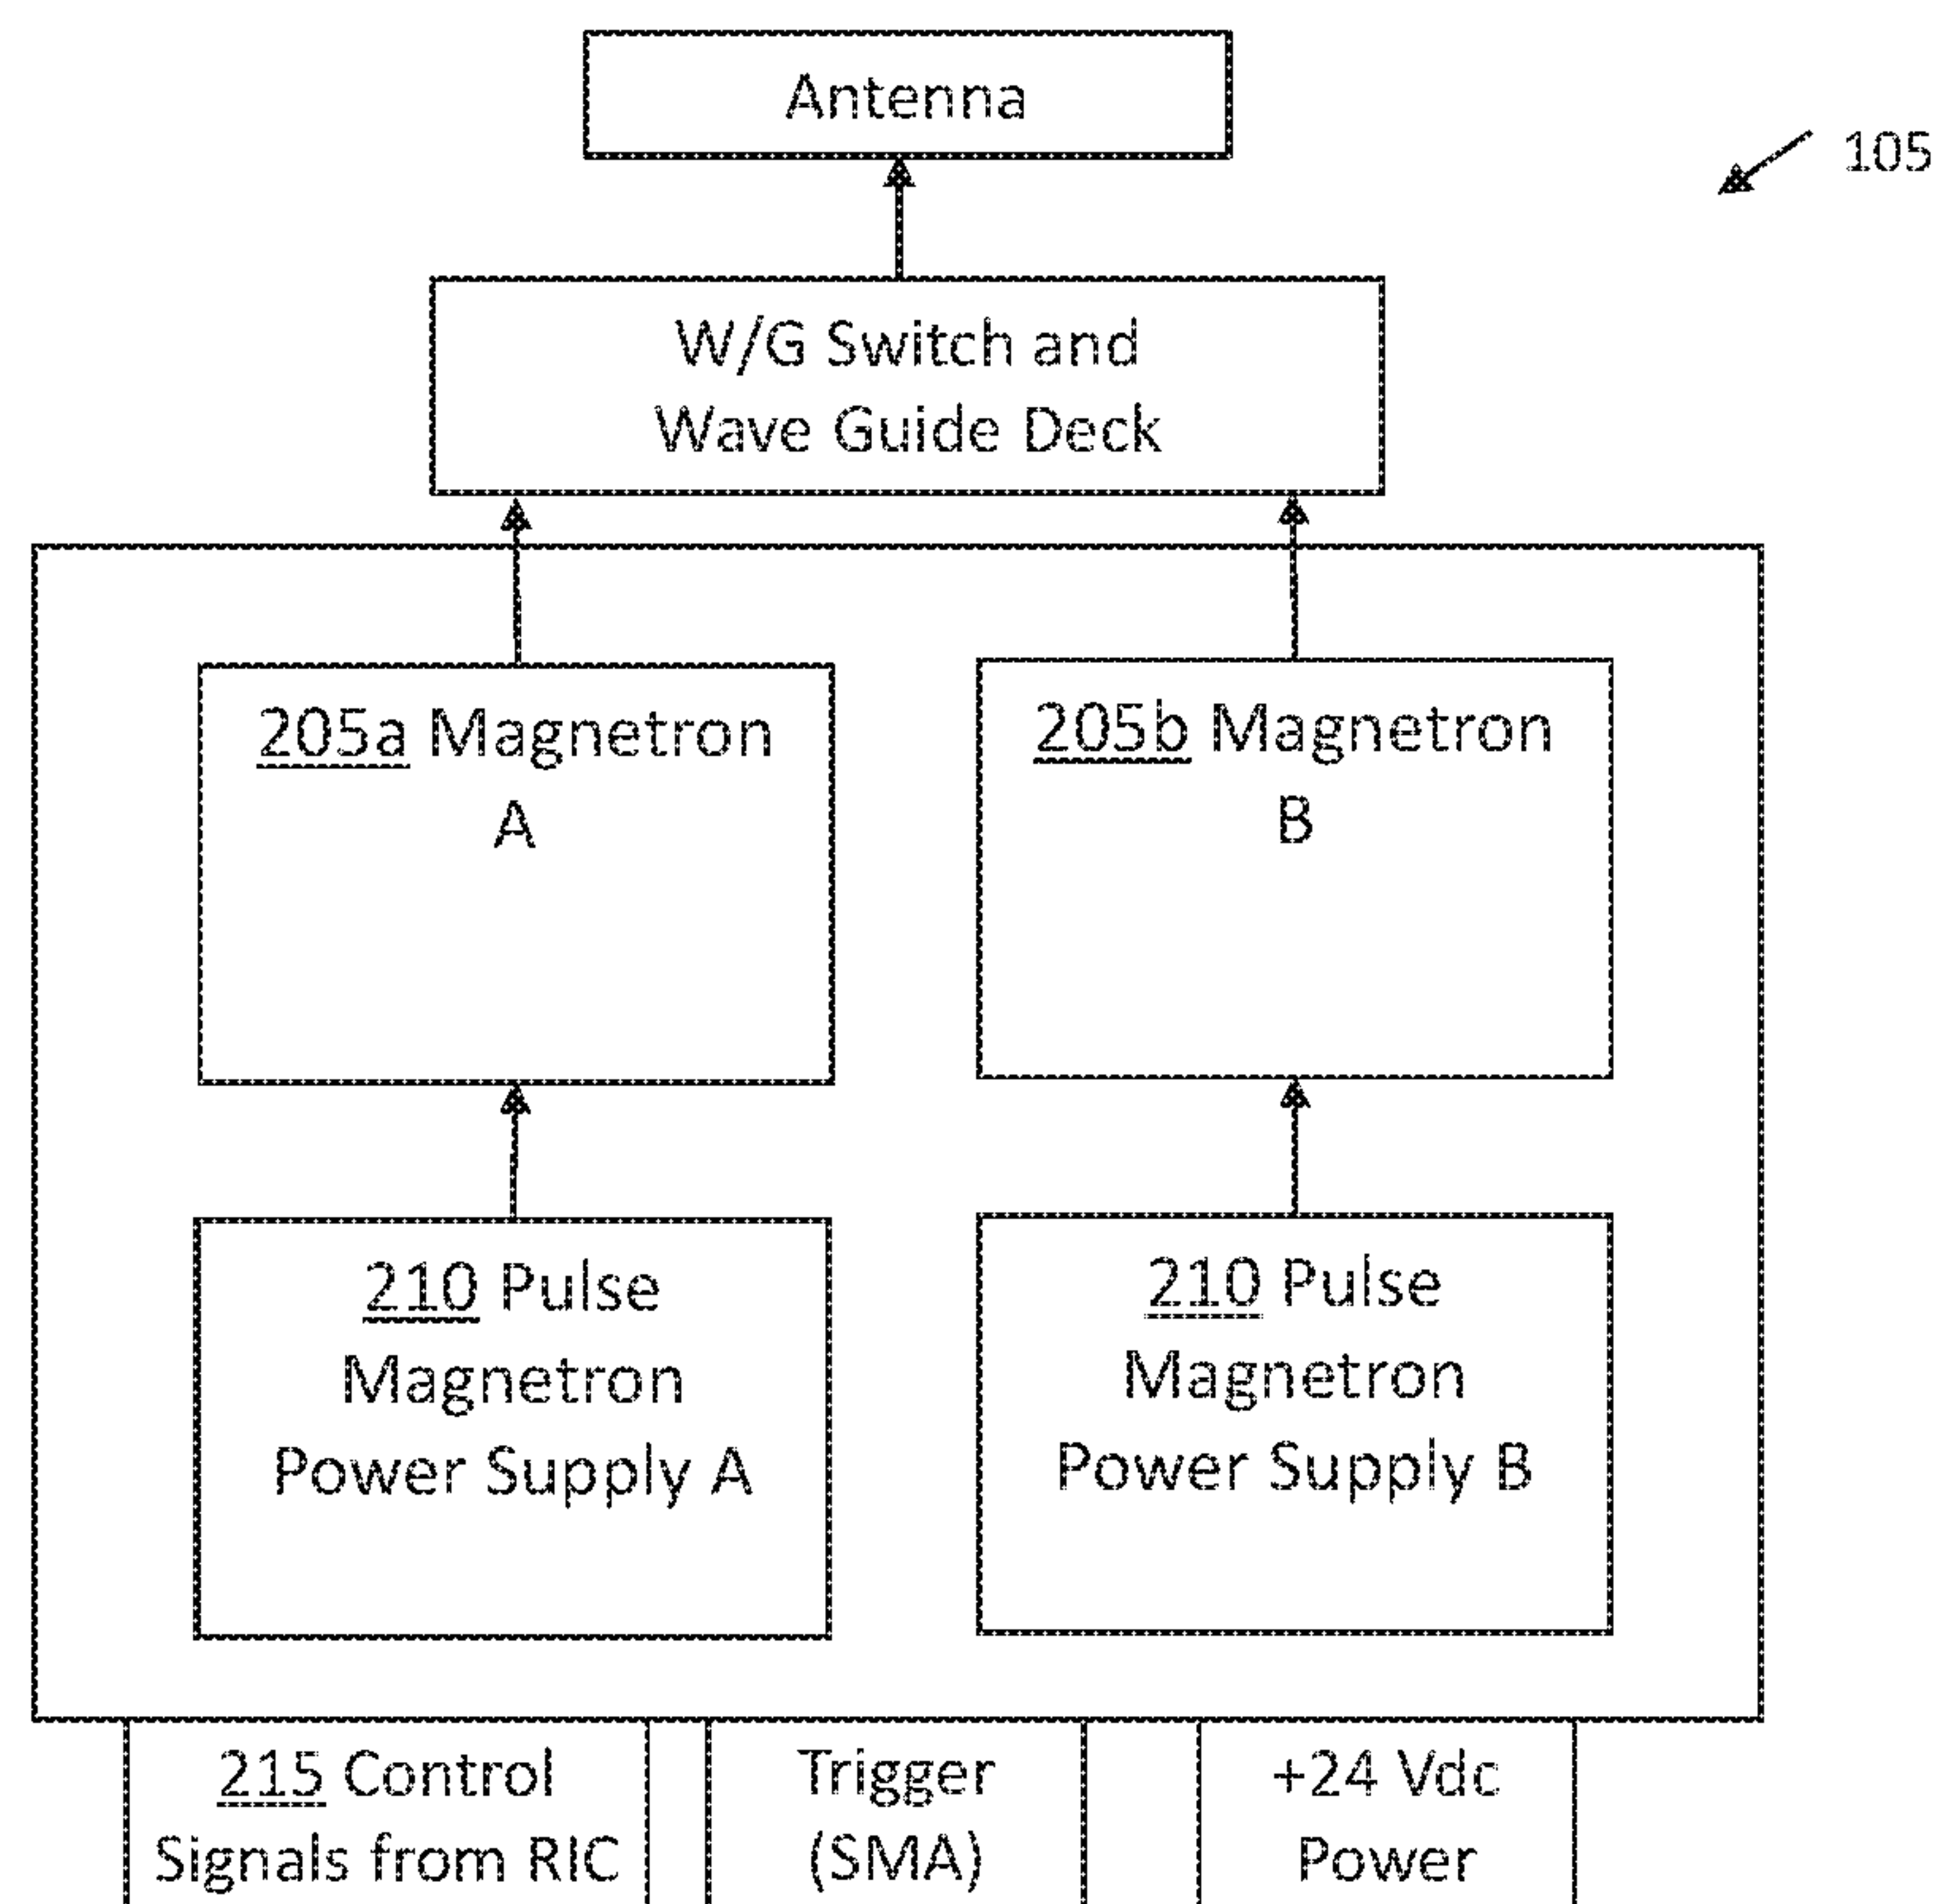 Antenna
105
W/G Switch and
Wave Guide Deck
205a Magnetron
A
205b Magnetron
B
210 Pulse
Magnetron
Power Supply A
210 Pulse
Magnetron
Power Supply B
215 Control
Signals from RIC
Trigger
(SMA)
+24 Vdc
Power